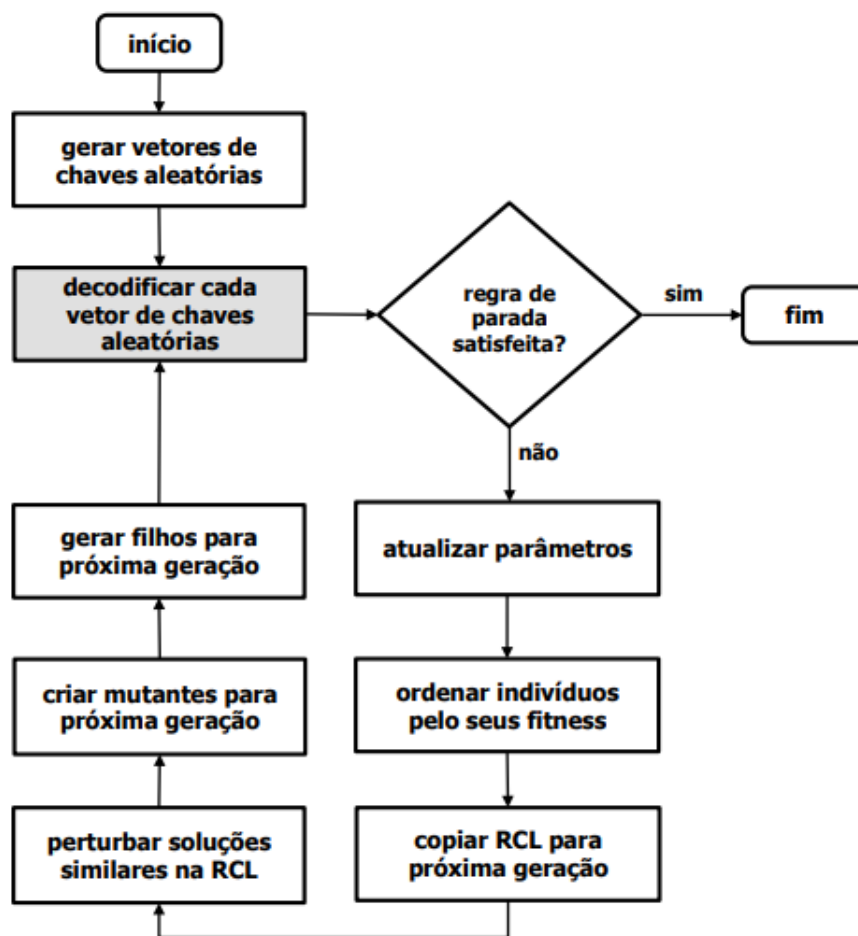 início
gerar vetores de
chaves aleatórias
decodificar cada
vetor de chaves
aleatórias
regra de
parada
satisfeita?
sim
fim
não
atualizar parâmetros
ordenar indivíduos
pelo seus fitness
copiar RCL para
próxima geração
perturbar soluções
similares na RCL
criar mutantes para
próxima geração
gerar filhos para
próxima geração